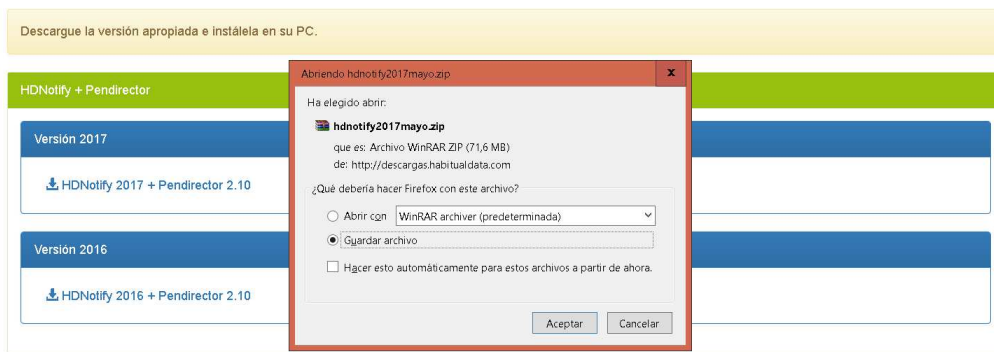 Descargue la versión apropiada e instálela en su PC.
HDNotify + Pendirector
Versión 2017
HDNotify 2017 + Pendirector 2.10
Versión 2016
HDNotify 2016 + Pendirector 2.10
Abriendo hdnotify2017mayo.zip
x
Ha elegido abrir:
hdnotify2017mayo.zip
que es: Archivo WinRAR ZIP (71,6 MB)
de: http://descargas.habitualdata.com
¿Qué debería hacer Firefox con este archivo?
Abrir con WinRAR archiver (predeterminada)
Guardar archivo
Hacer esto automáticamente para estos archivos a partir de ahora.
Aceptar Cancelar